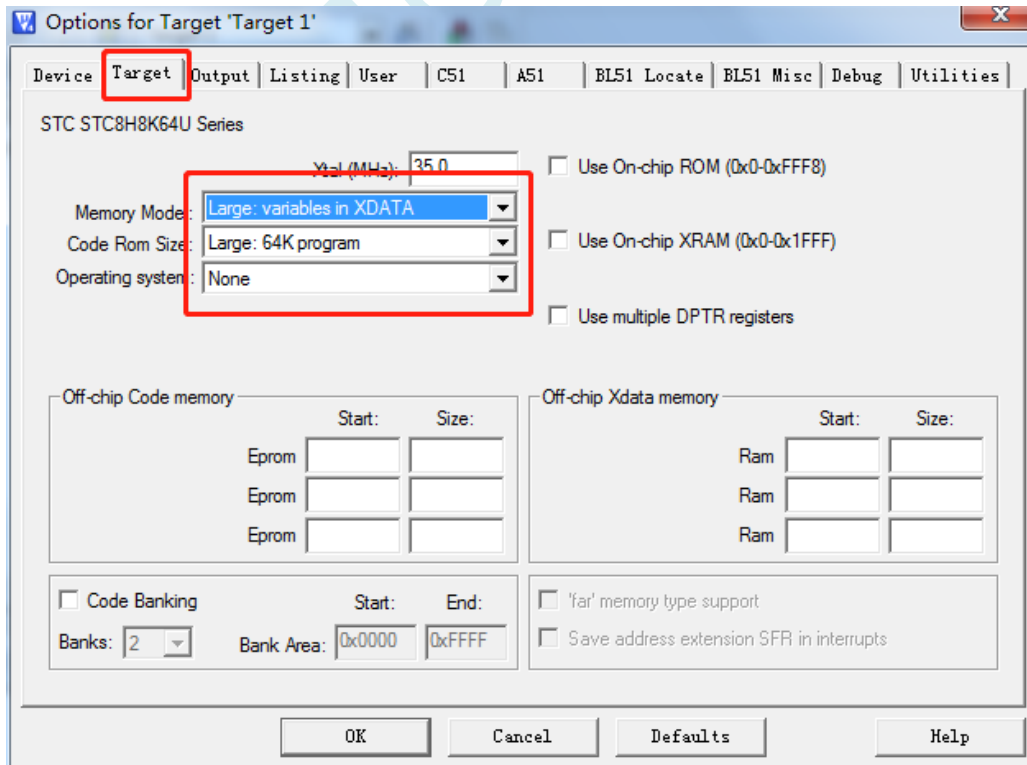 Options for Target 'Target 1'
Device Target Output Listing User C51 A51 BL51 Locate BL51 Misc Debug Utilities
STC STC8H8K64U Series
Xtal (MHz): 35.0
Use On-chip ROM (0x0-0xFFF8)
Memory Model: Large: variables in XDATA
Code Rom Size: Large: 64K program
Use On-chip XRAM (0x0-0x1FFF)
Operating system: None
Use multiple DPTR registers
Off-chip Code memory
Start: Size:
Eprom
Eprom
Eprom
Off-chip Xdata memory
Start: Size:
Ram
Ram
Ram
Code Banking Start: End:
Banks: 2 Bank Area: 0x0000 0xFFFF
'far' memory type support
Save address extension SFR in interrupts
OK Cancel Defaults Help